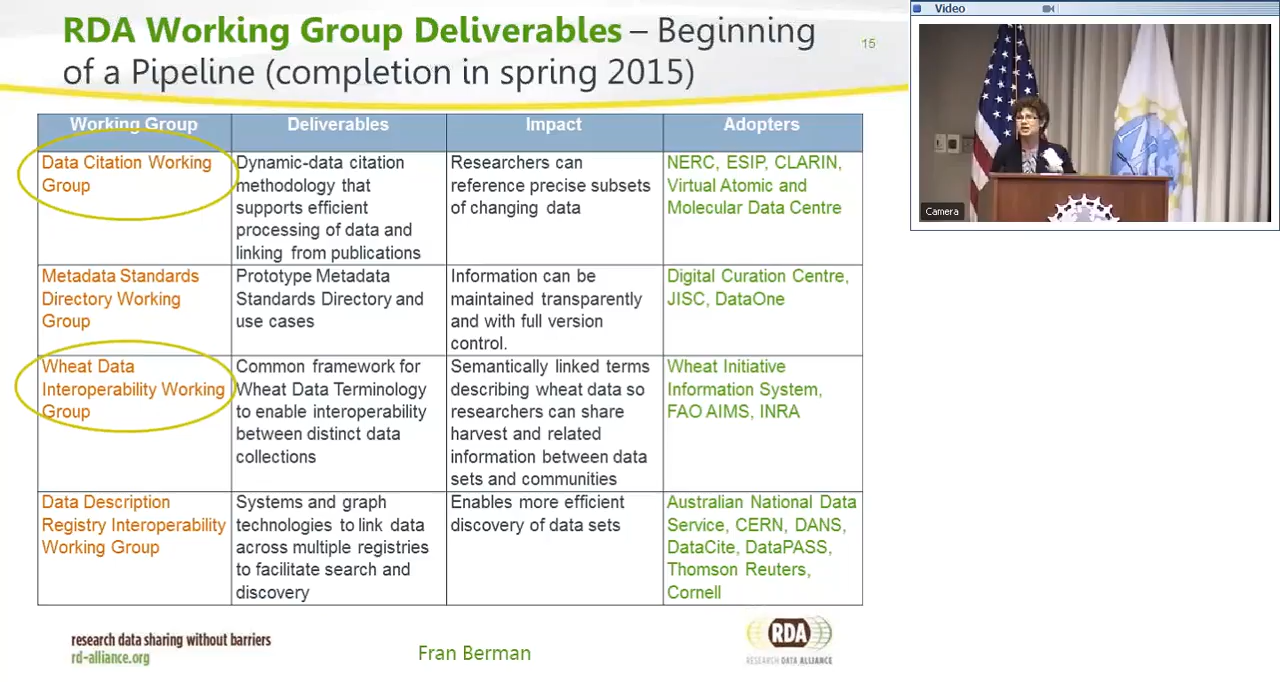 RDA Working Group Deliverables – Beginning
of a Pipeline (completion in spring 2015)
15
Video
Camera
Working Group
Deliverables
Impact
Adopters
Data Citation Working
Group
Dynamic-data citation
methodology that
supports efficient
processing of data and
linking from publications
Researchers can
reference precise subsets
of changing data
NERC, ESIP, CLARIN,
Virtual Atomic and
Molecular Data Centre
Metadata Standards
Directory Working
Group
Prototype Metadata
Standards Directory and
use cases
Information can be
maintained transparently
and with full version
control.
Digital Curation Centre,
JISC, DataOne
Wheat Data
Interoperability Working
Group
Common framework for
Wheat Data Terminology
to enable interoperability
between distinct data
collections
Semantically linked terms
describing wheat data so
researchers can share
harvest and related
information between data
sets and communities
Wheat Initiative
Information System,
FAO AIMS, INRA
Data Description
Registry Interoperability
Working Group
Systems and graph
technologies to link data
across multiple registries
to facilitate search and
discovery
Enables more efficient
discovery of data sets
Australian National Data
Service, CERN, DANS,
DataCite, DataPASS,
Thomson Reuters,
Cornell
research data sharing without barriers
rd-alliance.org
Fran Berman
RDA
RESEARCH DATA ALLIANCE